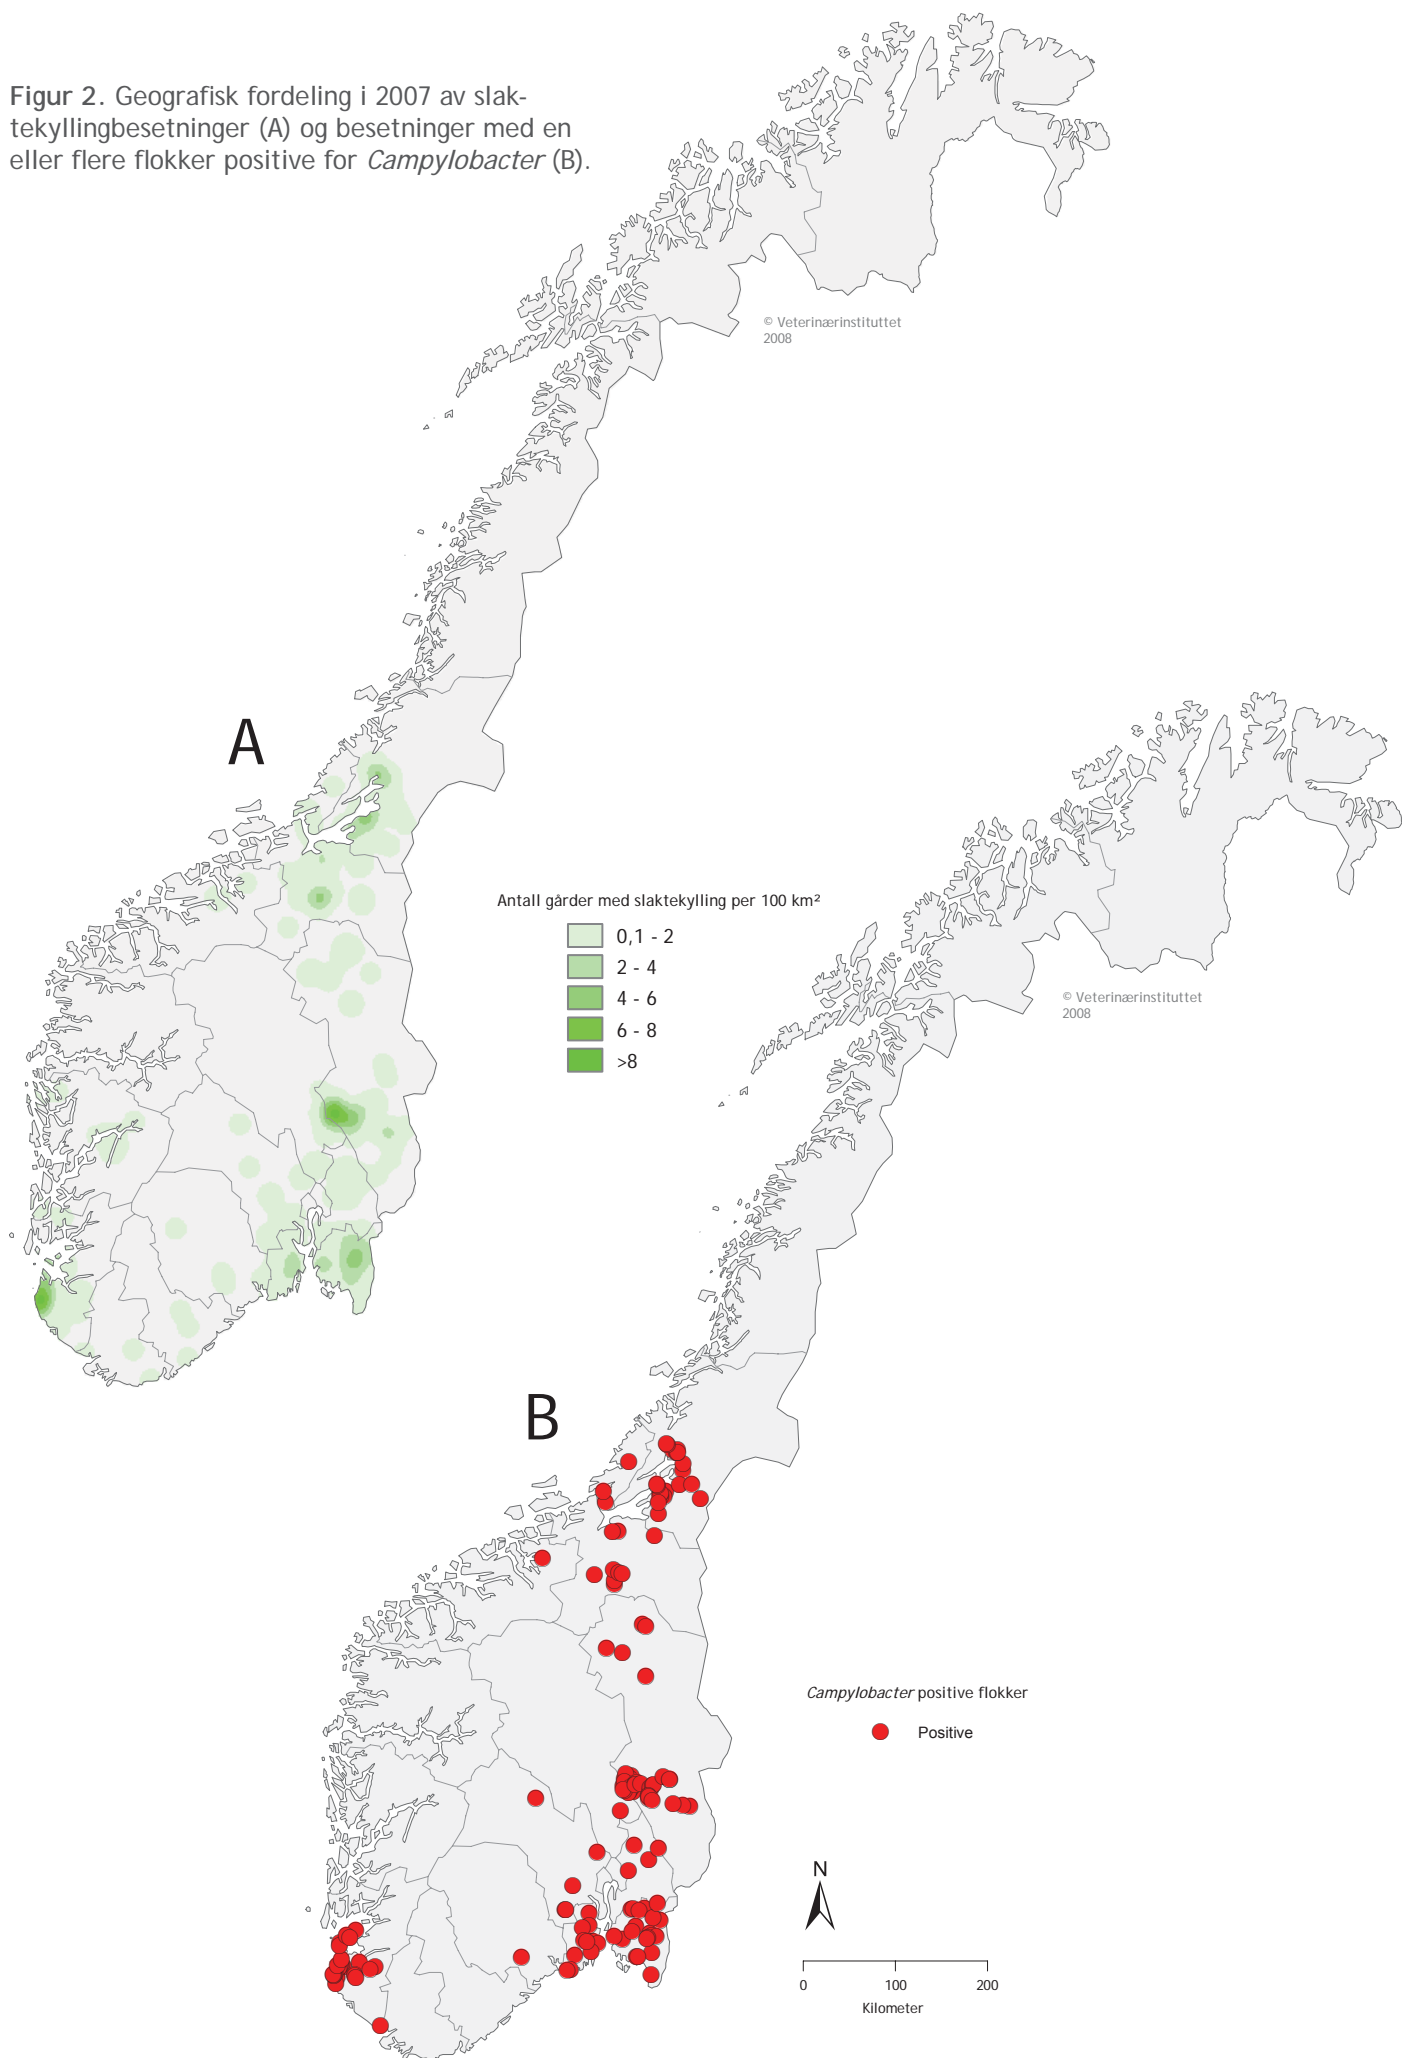 Figur 2. Geografisk fordeling i 2007 av slak-
tekyllingbesetninger (A) og besetninger med en
eller flere flokker positive for Campylobacter (B).
© Veterinærinstituttet
2008
A
Antall gårder med slaktekylling per 100 km²
0,1 - 2
2 - 4
4 - 6
6 - 8
>8
© Veterinærinstituttet
2008
B
Campylobacter positive flokker
Positive
N
0 100 200
Kilometer